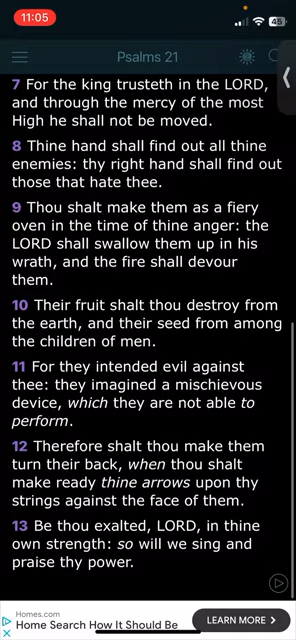 11:05
45
Psalms 21
7 For the king trusteth in the LORD,
and through the mercy of the most
High he shall not be moved.
8 Thine hand shall find out all thine
enemies: thy right hand shall find out
those that hate thee.
9 Thou shalt make them as a fiery
oven in the time of thine anger: the
LORD shall swallow them up in his
wrath, and the fire shall devour
them.
10 Their fruit shalt thou destroy from
the earth, and their seed from among
the children of men.
11 For they intended evil against
thee: they imagined a mischievous
device, which they are not able to
perform.
12 Therefore shalt thou make them
turn their back, when thou shalt
make ready thine arrows upon thy
strings against the face of them.
13 Be thou exalted, LORD, in thine
own strength: so will we sing and
praise thy power.
Homes.com
Home Search How It Should Be
LEARN MORE